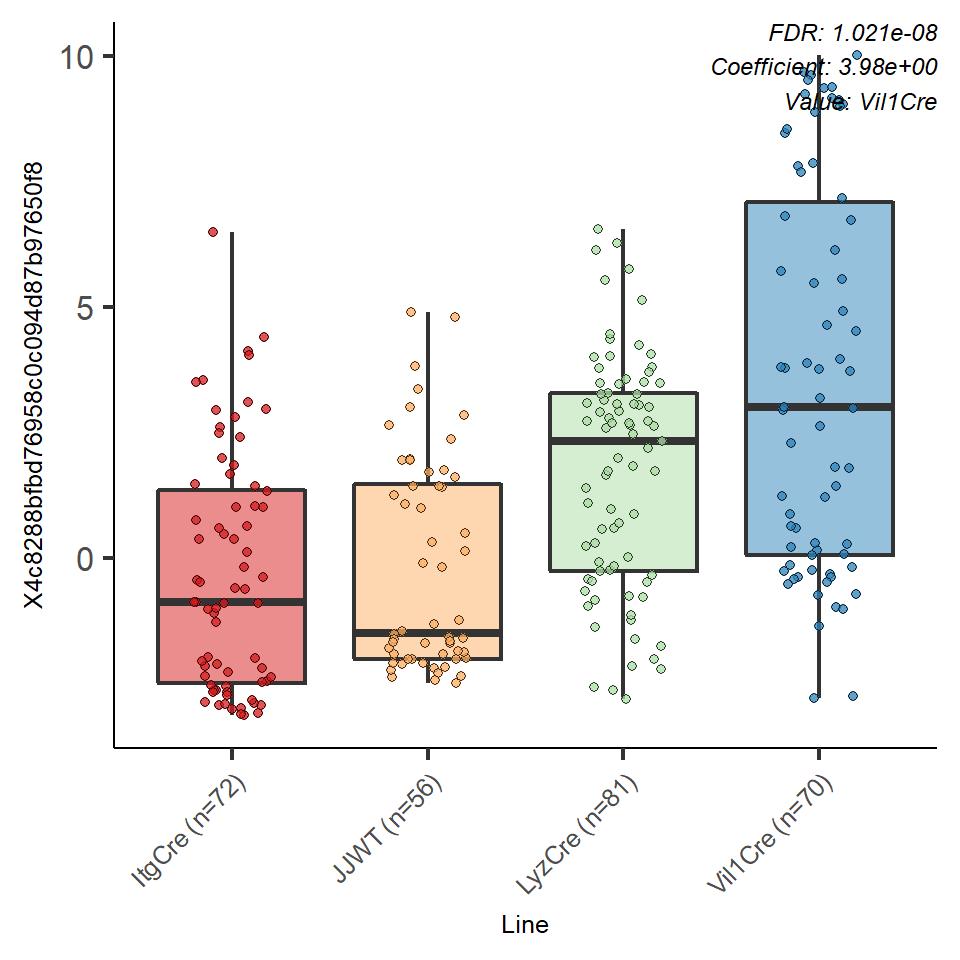 FDR: 1.021e-08
Coefficient: 3.98e+00
Value: Vil1Cre
10
5
0
X4c8288bfbd76958c0c094d87b97650f8
ItgCre (n=72)
JJWT (n=56)
LyzCre (n=81)
Vil1Cre (n=70)
Line